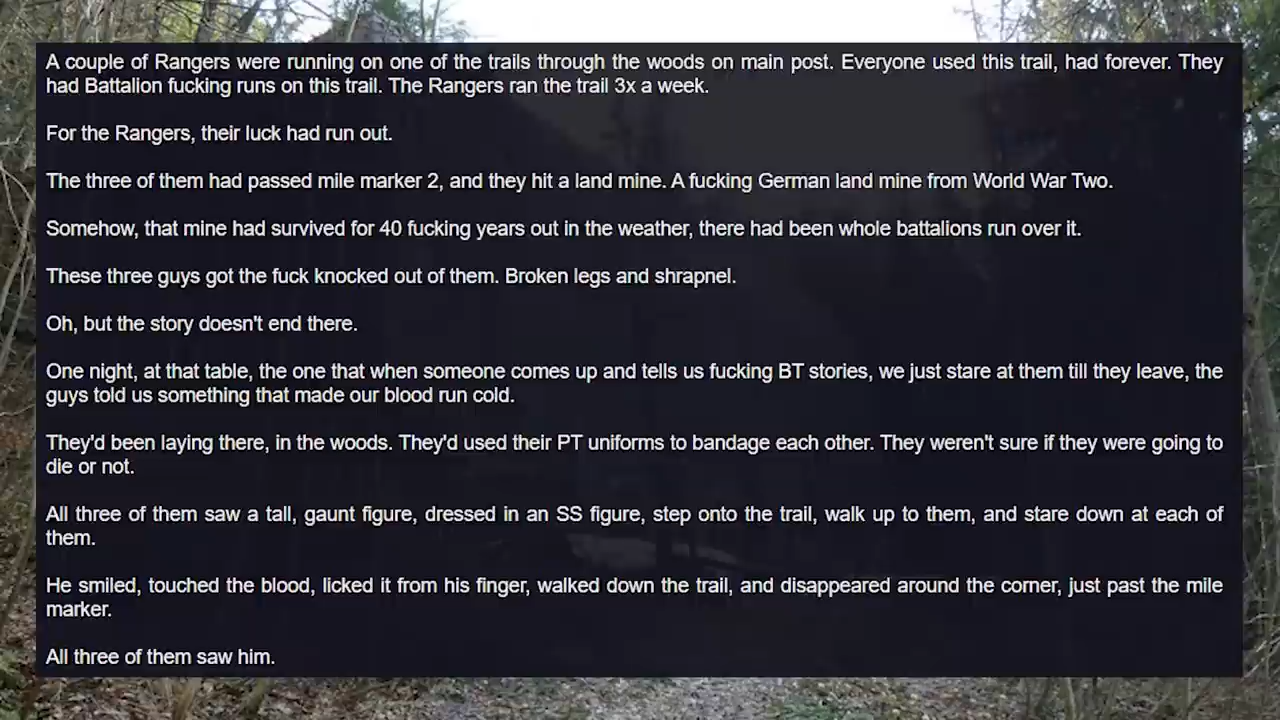 A couple of Rangers were running on one of the trails through the woods on main post. Everyone used this trail, had forever. They
had Battalion fucking runs on this trail. The Rangers ran the trail 3x a week.
For the Rangers, their luck had run out.
The three of them had passed mile marker 2, and they hit a land mine. A fucking German land mine from World War Two.
Somehow, that mine had survived for 40 fucking years out in the weather, there had been whole battalions run over it.
These three guys got the fuck knocked out of them. Broken legs and shrapnel.
Oh, but the story doesn't end there.
One night, at that table, the one that when someone comes up and tells us fucking BT stories, we just stare at them till they leave, the
guys told us something that made our blood run cold.
They'd been laying there, in the woods. They'd used their PT uniforms to bandage each other. They weren't sure if they were going to
die or not.
All three of them saw a tall, gaunt figure, dressed in an SS figure, step onto the trail, walk up to them, and stare down at each of
them.
He smiled, touched the blood, licked it from his finger, walked down the trail, and disappeared around the corner, just past the mile
marker.
All three of them saw him.